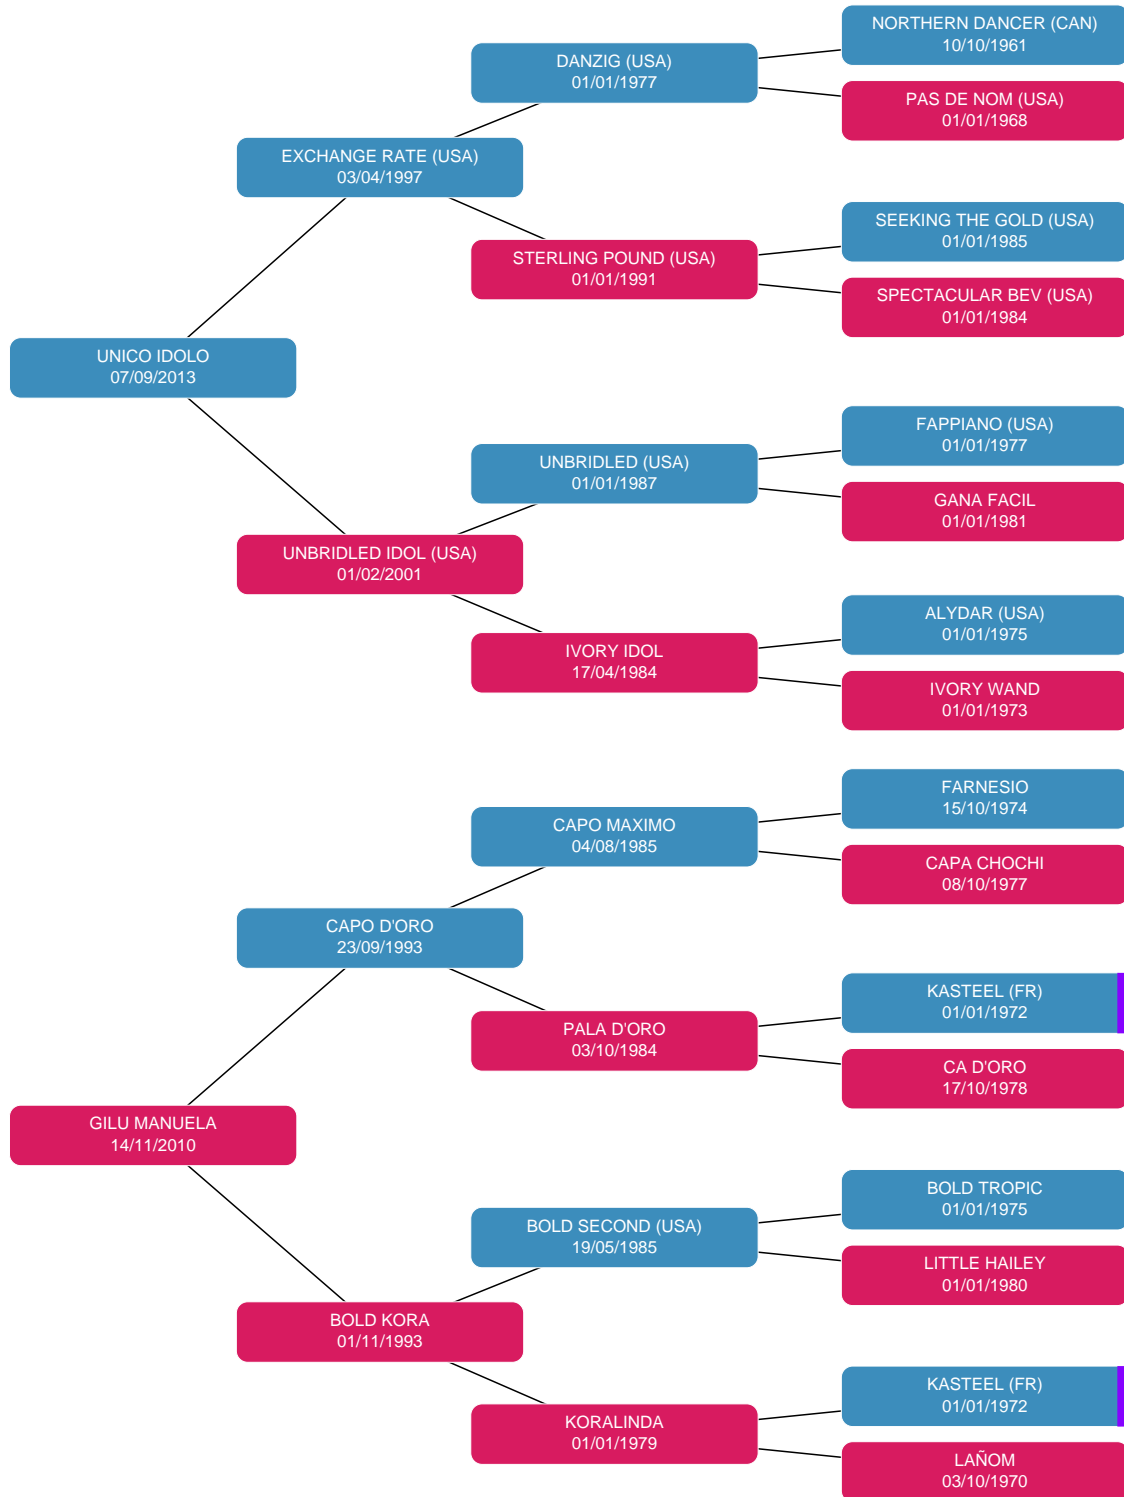 NORTHERN DANCER (CAN)
10/10/1961
DANZIG (USA)
01/01/1977
PAS DE NOM (USA)
01/01/1968
EXCHANGE RATE (USA)
03/04/1997
SEEKING THE GOLD (USA)
01/01/1985
STERLING POUND (USA)
01/01/1991
SPECTACULAR BEV (USA)
01/01/1984
UNICO IDOLO
07/09/2013
FAPPIANO (USA)
01/01/1977
UNBRIDLED (USA)
01/01/1987
GANA FACIL
01/01/1981
UNBRIDLED IDOL (USA)
01/02/2001
ALYDAR (USA)
01/01/1975
IVORY IDOL
17/04/1984
IVORY WAND
01/01/1973
FARNESIO
15/10/1974
CAPO MAXIMO
04/08/1985
CAPA CHOCHI
08/10/1977
CAPO D'ORO
23/09/1993
KASTEEL (FR)
01/01/1972
PALA D'ORO
03/10/1984
CA D'ORO
17/10/1978
GILU MANUELA
14/11/2010
BOLD TROPIC
01/01/1975
BOLD SECOND (USA)
19/05/1985
LITTLE HAILEY
01/01/1980
BOLD KORA
01/11/1993
KASTEEL (FR)
01/01/1972
KORALINDA
01/01/1979
LAÑOM
03/10/1970